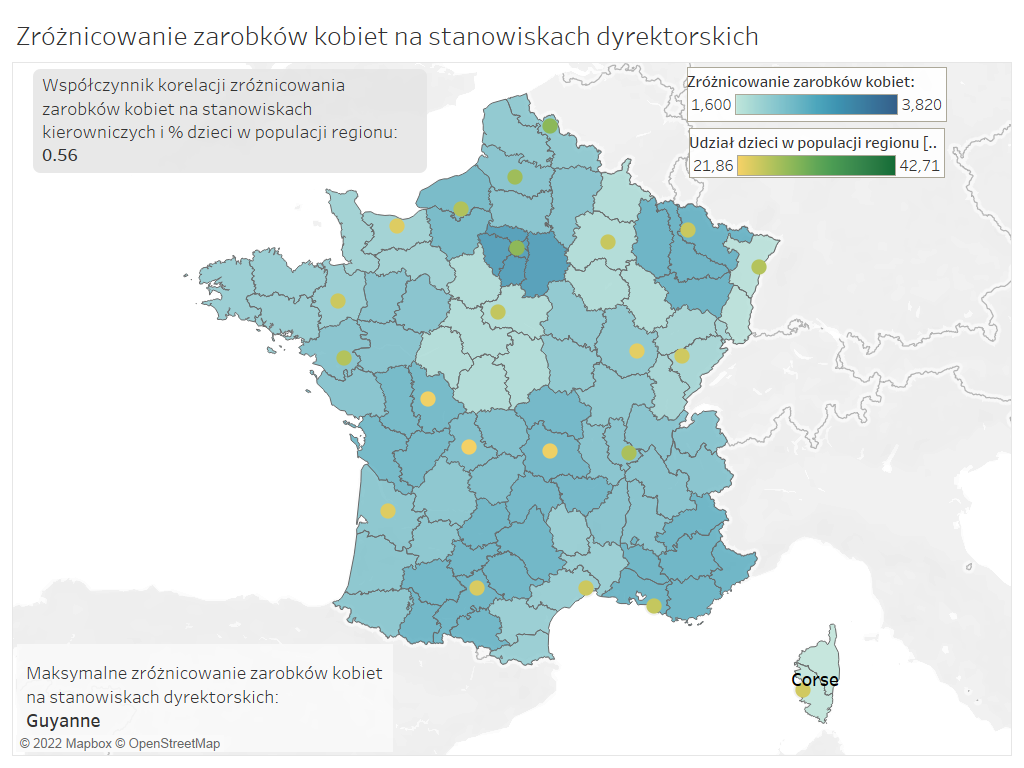 Zróżnicowanie zarobków kobiet na stanowiskach dyrektorskich
Współczynnik korelacji zróżnicowania
zarobków kobiet na stanowiskach
kierowniczych i % dzieci w populacji regionu:
0.56
Zróżnicowanie zarobków kobiet:
1,600 3,820
Udział dzieci w populacji regionu [..
21,86 42,71
Corse
Maksymalne zróżnicowanie zarobków kobiet
na stanowiskach dyrektorskich:
Guyanne
© 2022 Mapbox © OpenStreetMap